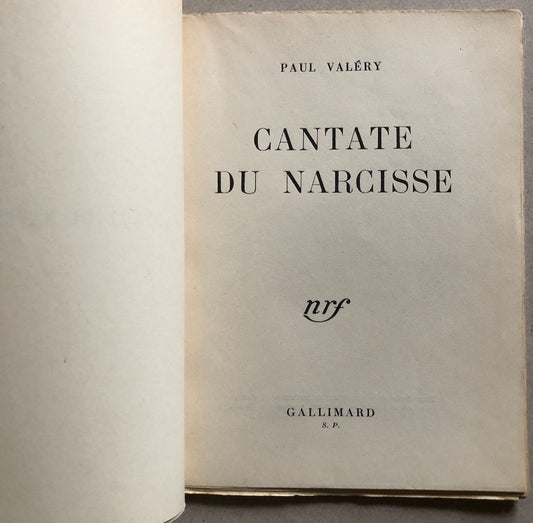 PAUL VALÉRY
CANTATE
DU NARCISSE
nrf
GALLIMARD
S. P.